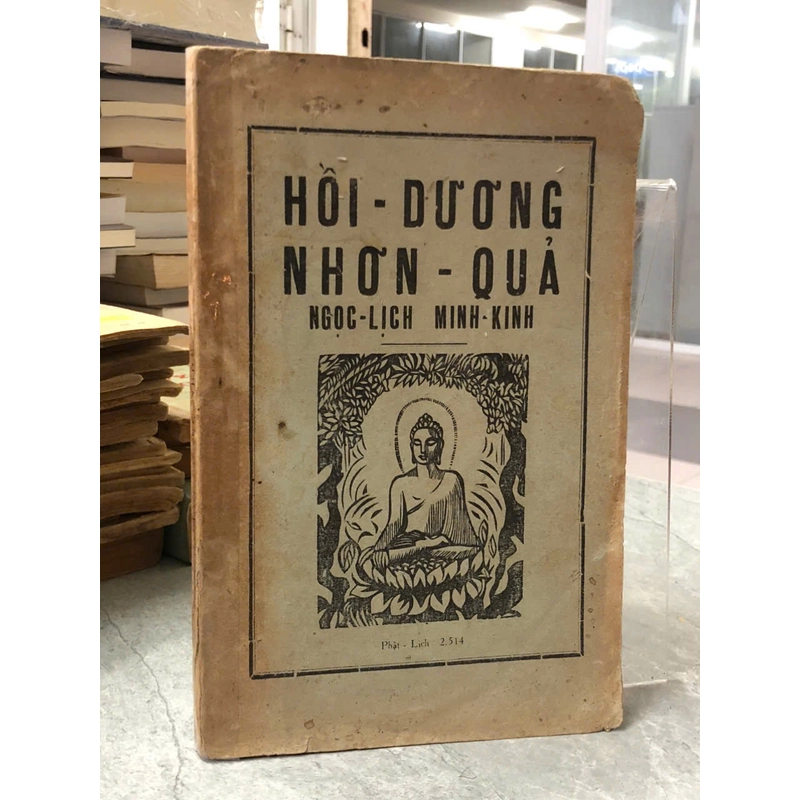 HỒI - DƯƠNG
NHƠN - QUẢ
NGỌC-LỊCH MINH-KINH
Phật - Lịch 2.514